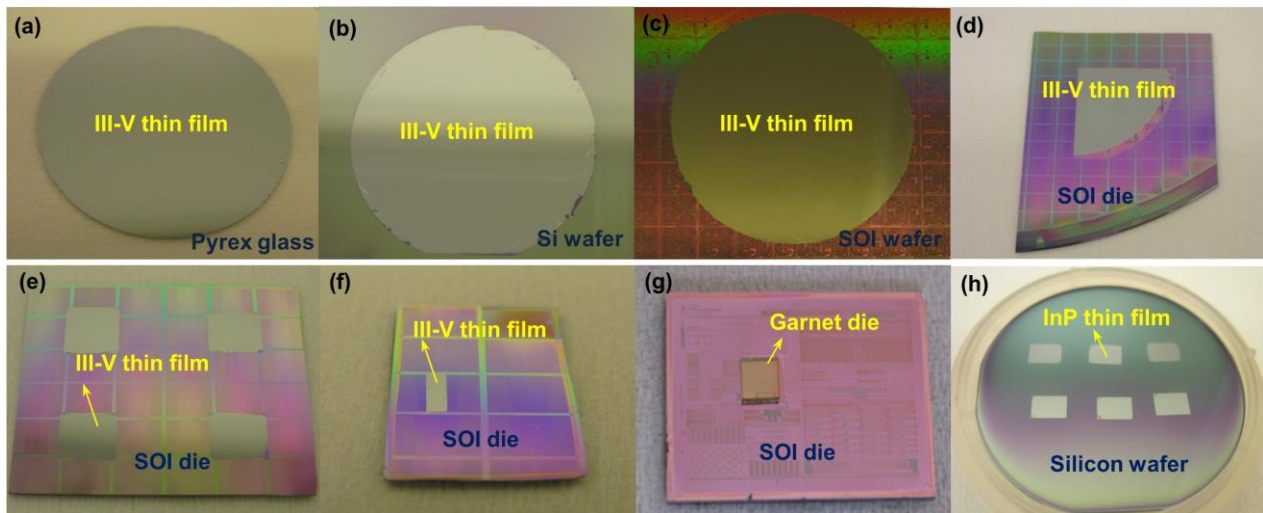 (a)
III-V thin film
Pyrex glass
(b)
III-V thin film
Si wafer
(c)
III-V thin film
SOI wafer
(d)
III-V thin film
SOI die
(e)
III-V thin film
SOI die
(f)
III-V thin film
SOI die
(g)
Garnet die
SOI die
(h)
InP thin film
Silicon wafer